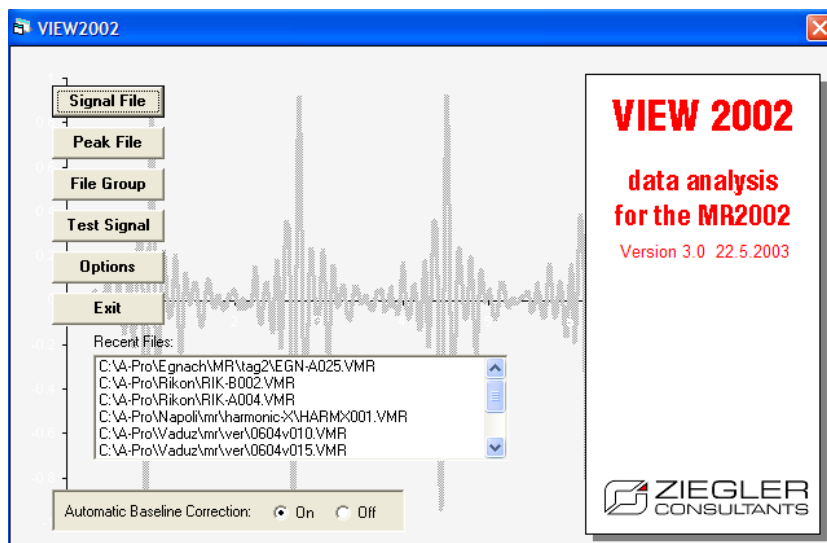 VIEW2002
Signal File
Peak File
File Group
Test Signal
Options
Exit
Recent Files:
C:\A-Pro\Egnach\MR\tag2\EGN-A025.VMR
C:\A-Pro\Rikon\RIK-B002.VMR
C:\A-Pro\Rikon\RIK-A004.VMR
C:\A-Pro\Napoli\mr\harmonic-X\HARMX001.VMR
C:\A-Pro\Vaduz\mr\ver\0604v010.VMR
C:\A-Pro\Vaduz\mr\ver\0604v015.VMR
Automatic Baseline Correction: On Off
VIEW 2002
data analysis
for the MR2002
Version 3.0 22.5.2003
ZIEGLER
CONSULTANTS